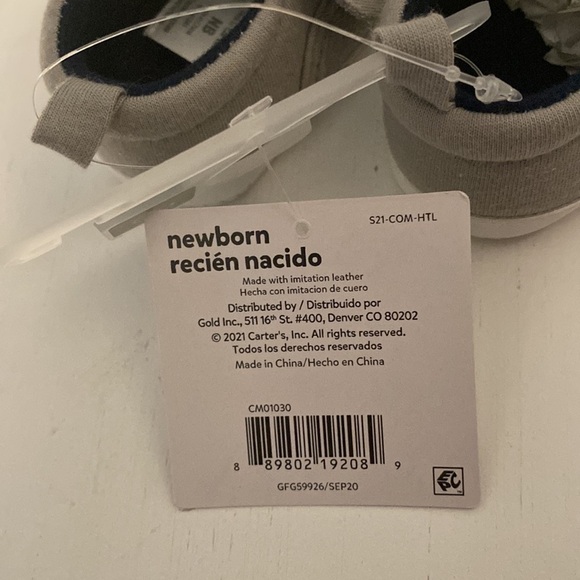 NB
S21-COM-HTL
newborn
recién nacido
Made with imitation leather
Hecha con imitacion de cuero
Distributed by / Distribuido por
Gold Inc., 511 16th St. #400, Denver CO 80202
© 2021 Carter's, Inc. All rights reserved.
Todos los derechos reservados
Made in China/Hecho en China
CM01030
8 89802 19208 9
GFG59926/SEP20
EPC